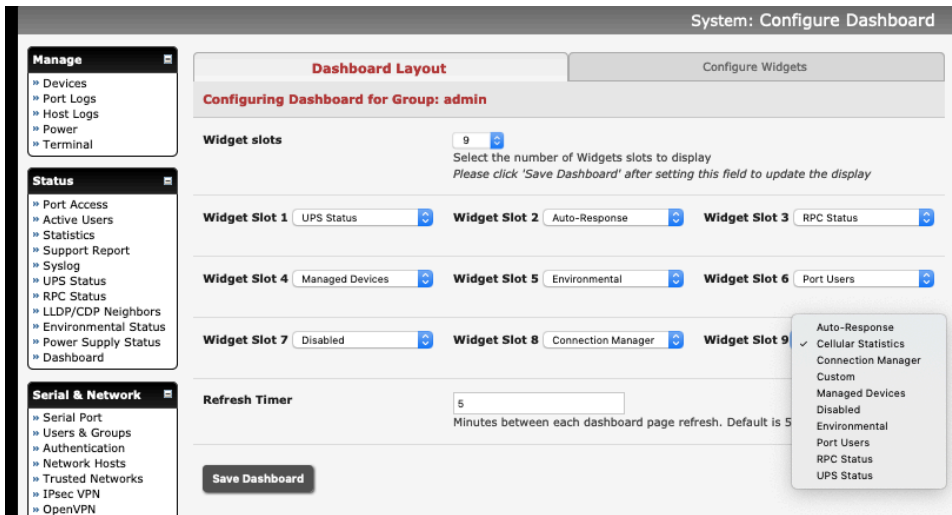 System: Configure Dashboard
Manage
» Devices
» Port Logs
» Host Logs
» Power
» Terminal
Status
» Port Access
» Active Users
» Statistics
» Support Report
» Syslog
» UPS Status
» RPC Status
» LLDP/CDP Neighbors
» Environmental Status
» Power Supply Status
» Dashboard
Serial & Network
» Serial Port
» Users & Groups
» Authentication
» Network Hosts
» Trusted Networks
» IPsec VPN
» OpenVPN
Dashboard Layout
Configure Widgets
Configuring Dashboard for Group: admin
Widget slots 9
Select the number of Widgets slots to display
Please click 'Save Dashboard' after setting this field to update the display
Widget Slot 1 UPS Status Widget Slot 2 Auto-Response Widget Slot 3 RPC Status
Widget Slot 4 Managed Devices Widget Slot 5 Environmental Widget Slot 6 Port Users
Widget Slot 7 Disabled Widget Slot 8 Connection Manager Widget Slot 9
Auto-Response
✓ Cellular Statistics
Connection Manager
Custom
Managed Devices
Disabled
Environmental
Port Users
RPC Status
UPS Status
Refresh Timer 5
Minutes between each dashboard page refresh. Default is 5
Save Dashboard